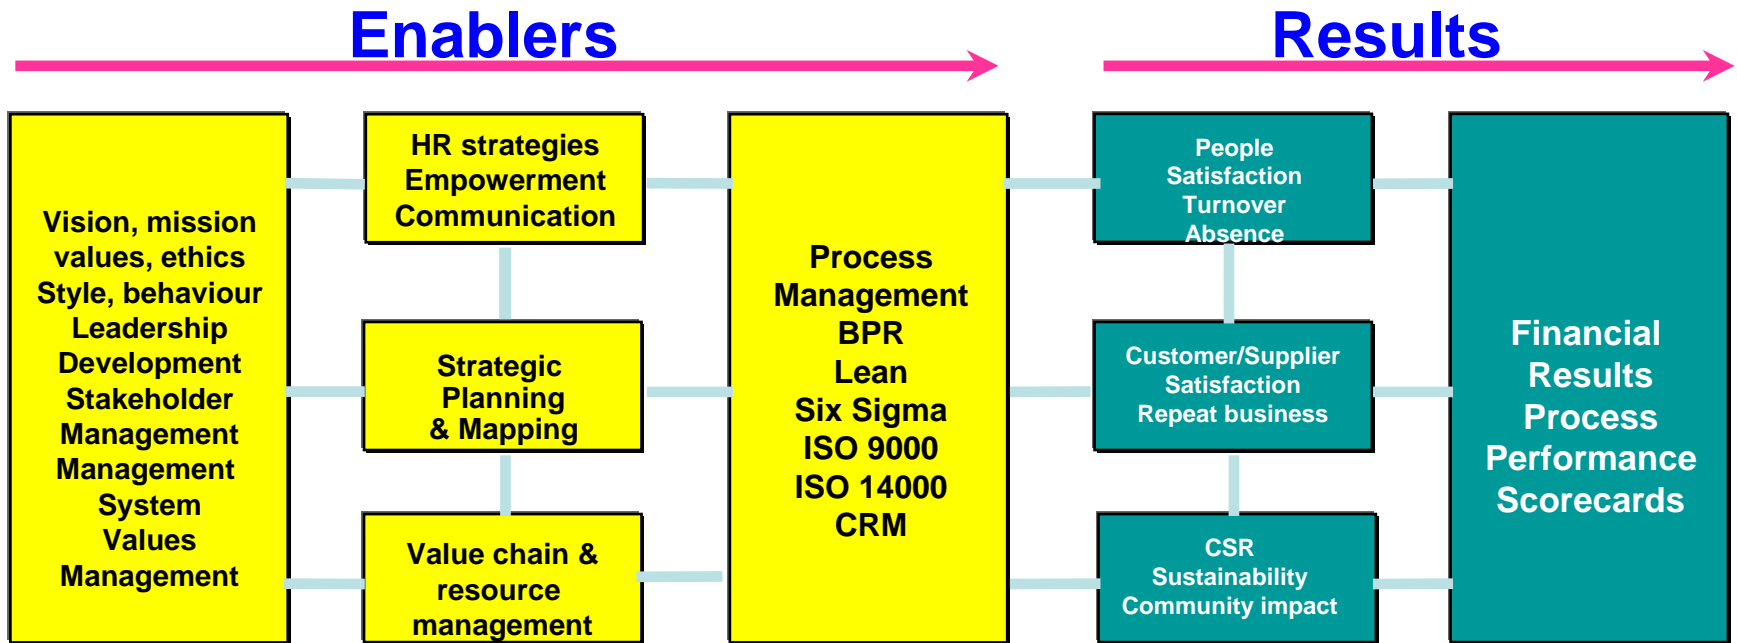 Enablers
Results
Vision, mission
values, ethics
Style, behaviour
Leadership
Development
Stakeholder
Management
Management
System
Values
Management
HR strategies
Empowerment
Communication
Strategic
Planning
& Mapping
Value chain &
resource
management
Process
Management
BPR
Lean
Six Sigma
ISO 9000
ISO 14000
CRM
People
Satisfaction
Turnover
Absence
Customer/Supplier
Satisfaction
Repeat business
CSR
Sustainability
Community impact
Financial
Results
Process
Performance
Scorecards